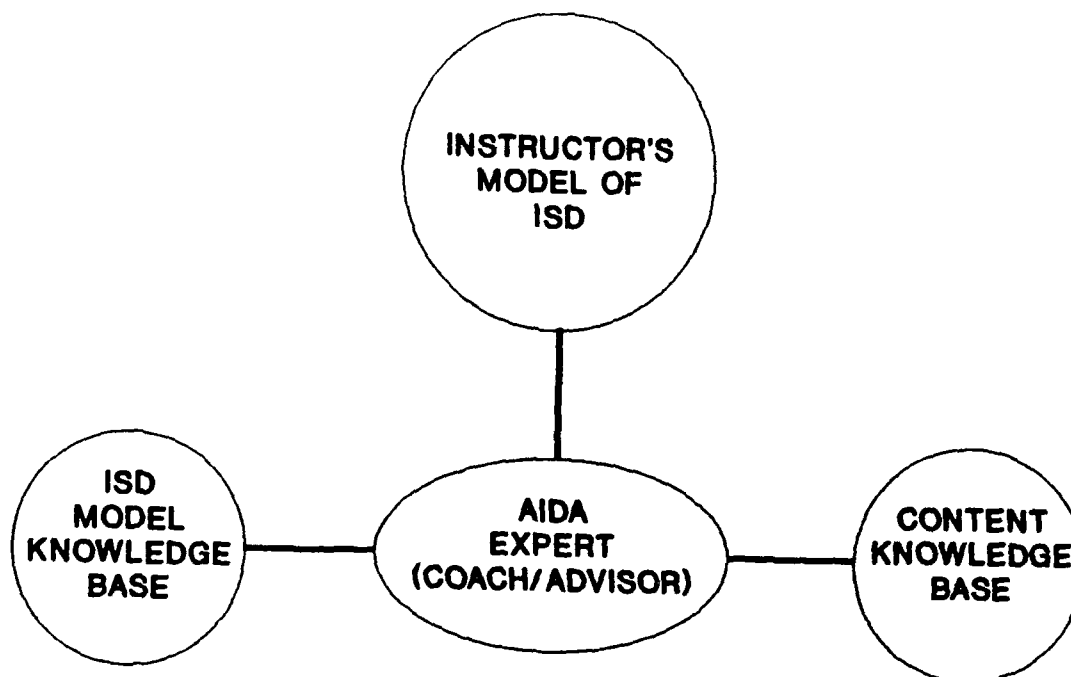 INSTRUCTOR'S
MODEL OF
ISD
ISD
MODEL
KNOWLEDGE
BASE
AIDA
EXPERT
(COACH/ADVISOR)
CONTENT
KNOWLEDGE
BASE